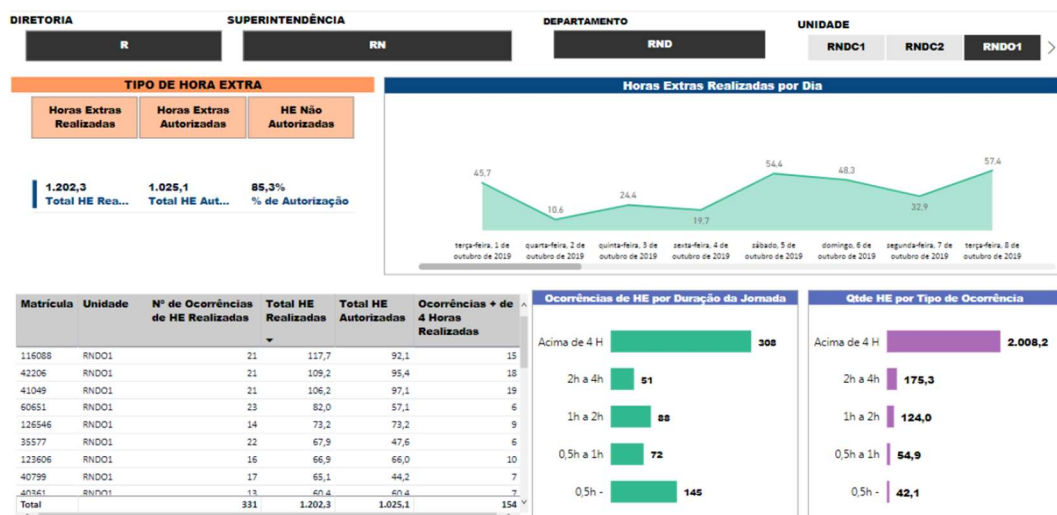 DIRETORIA
SUPERINTENDÊNCIA
DEPARTAMENTO
UNIDADE
R
RN
RND
RNDC1
RNDC2
RNDO1
TIPO DE HORA EXTRA
Horas Extras Realizadas
Horas Extras Autorizadas
HE Não Autorizadas
1.202,3
Total HE Rea...
1.025,1
Total HE Aut...
85,3%
% de Autorização
Horas Extras Realizadas por Dia
45,7
10,6
24,4
19,7
54,4
48,3
32,9
57,4
terça-feira, 1 de outubro de 2019
quarta-feira, 2 de outubro de 2019
quinta-feira, 3 de outubro de 2019
sexta-feira, 4 de outubro de 2019
sábado, 5 de outubro de 2019
domingo, 6 de outubro de 2019
segunda-feira, 7 de outubro de 2019
terça-feira, 8 de outubro de 2019
Matrícula Unidade Nº de Ocorrências de HE Realizadas Total HE Realizadas Total HE Autorizadas Ocorrências + de 4 Horas Realizadas
116088 RNDO1 21 117,7 92,1 15
42206 RNDO1 21 109,2 95,4 18
41049 RNDO1 21 106,2 97,1 19
60651 RNDO1 23 82,0 57,1 6
126546 RNDO1 14 73,2 73,2 9
35577 RNDO1 22 67,9 47,6 6
123606 RNDO1 16 66,9 66,0 10
40799 RNDO1 17 65,1 44,2 7
40361 RNDO1 13 60,4 60,4 7
Total 331 1.202,3 1.025,1 154
Ocorrências de HE por Duração da Jornada
Acima de 4 H 308
2h a 4h 51
1h a 2h 88
0,5h a 1h 72
0,5h - 145
Qtde HE por Tipo de Ocorrência
Acima de 4 H 2.008,2
2h a 4h 175,3
1h a 2h 124,0
0,5h a 1h 54,9
0,5h - 42,1